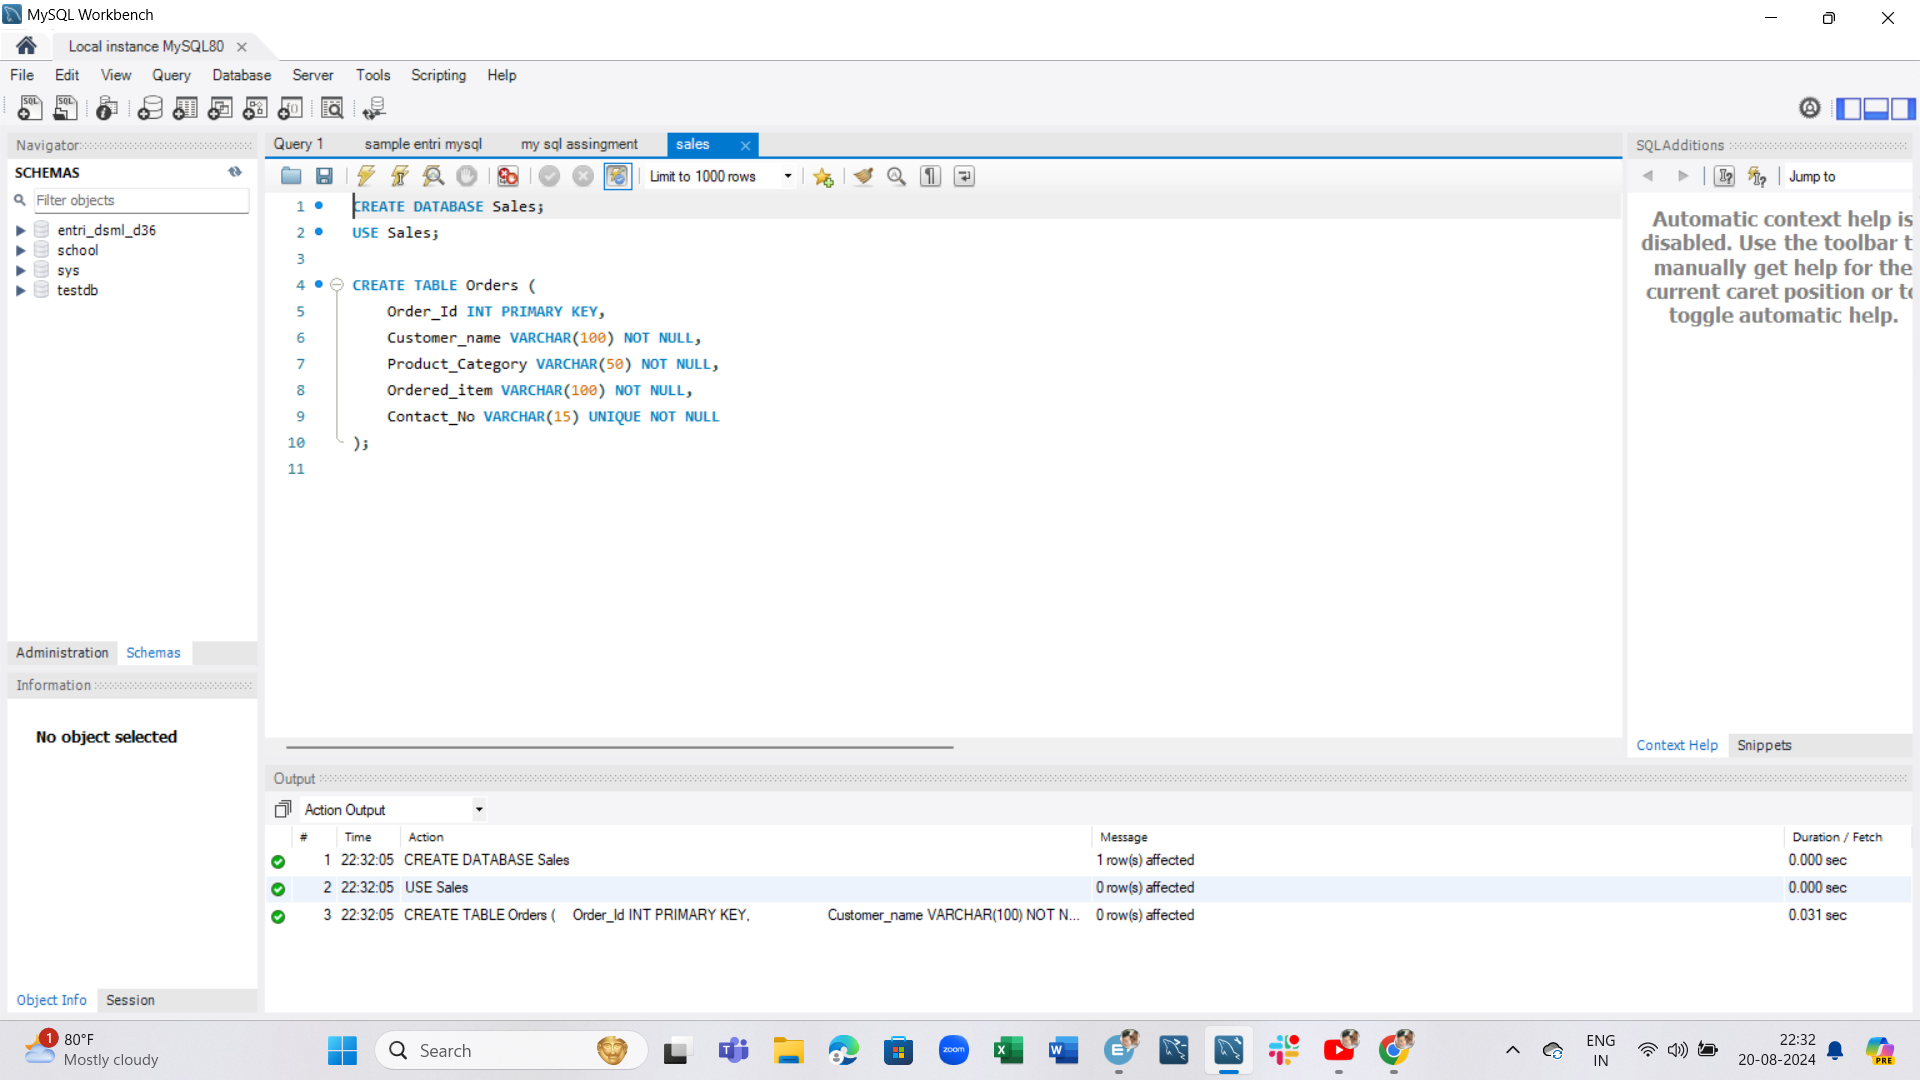 MySQL Workbench
Local instance MySQL80
File Edit View Query Database Server Tools Scripting Help
Navigator
SCHEMAS
Filter objects
entri_dsml_d36
school
sys
testdb
Administration Schemas
Information
No object selected
Object Info Session
Query 1 sample entri mysql my sql assingment sales
Limit to 1000 rows
1 CREATE DATABASE Sales;
2 USE Sales;
3
4 CREATE TABLE Orders (
5 Order_Id INT PRIMARY KEY,
6 Customer_name VARCHAR(100) NOT NULL,
7 Product_Category VARCHAR(50) NOT NULL,
8 Ordered_item VARCHAR(100) NOT NULL,
9 Contact_No VARCHAR(15) UNIQUE NOT NULL
10 );
11
SQLAdditions
Jump to
Automatic context help is
disabled. Use the toolbar t
manually get help for the
current caret position or to
toggle automatic help.
Context Help Snippets
Output
Action Output
# Time Action Message Duration / Fetch
1 22:32:05 CREATE DATABASE Sales 1 row(s) affected 0.000 sec
2 22:32:05 USE Sales 0 row(s) affected 0.000 sec
3 22:32:05 CREATE TABLE Orders ( Order_Id INT PRIMARY KEY, Customer_name VARCHAR(100) NOT N... 0 row(s) affected 0.031 sec
1
80°F
Mostly cloudy
Search
zoom
ENG
IN
22:32
20-08-2024
PRE